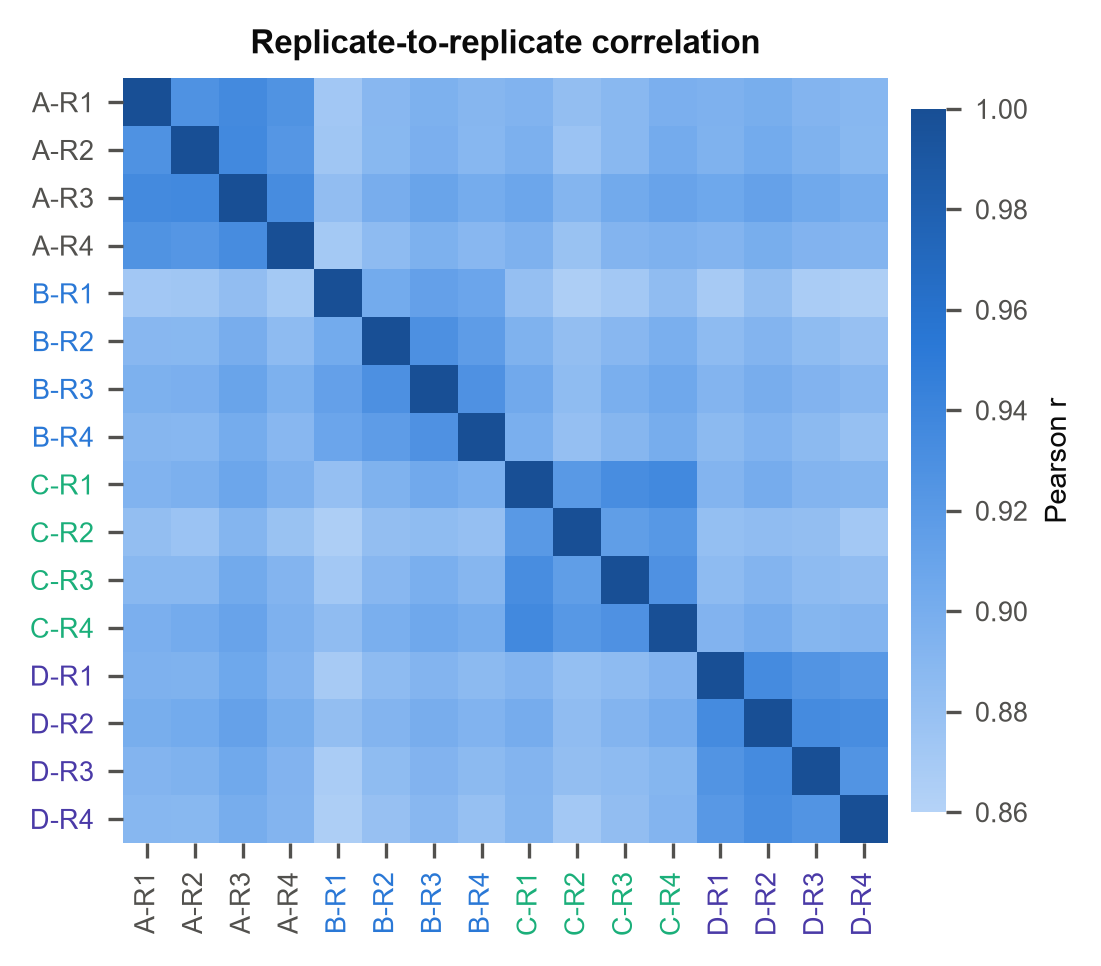 Replicate-to-replicate correlation
A-R1
A-R2
A-R3
A-R4
B-R1
B-R2
B-R3
B-R4
C-R1
C-R2
C-R3
C-R4
D-R1
D-R2
D-R3
D-R4
A-R1 A-R2 A-R3 A-R4 B-R1 B-R2 B-R3 B-R4 C-R1 C-R2 C-R3 C-R4 D-R1 D-R2 D-R3 D-R4
1.00
0.98
0.96
0.94
0.92
0.90
0.88
0.86
Pearson r